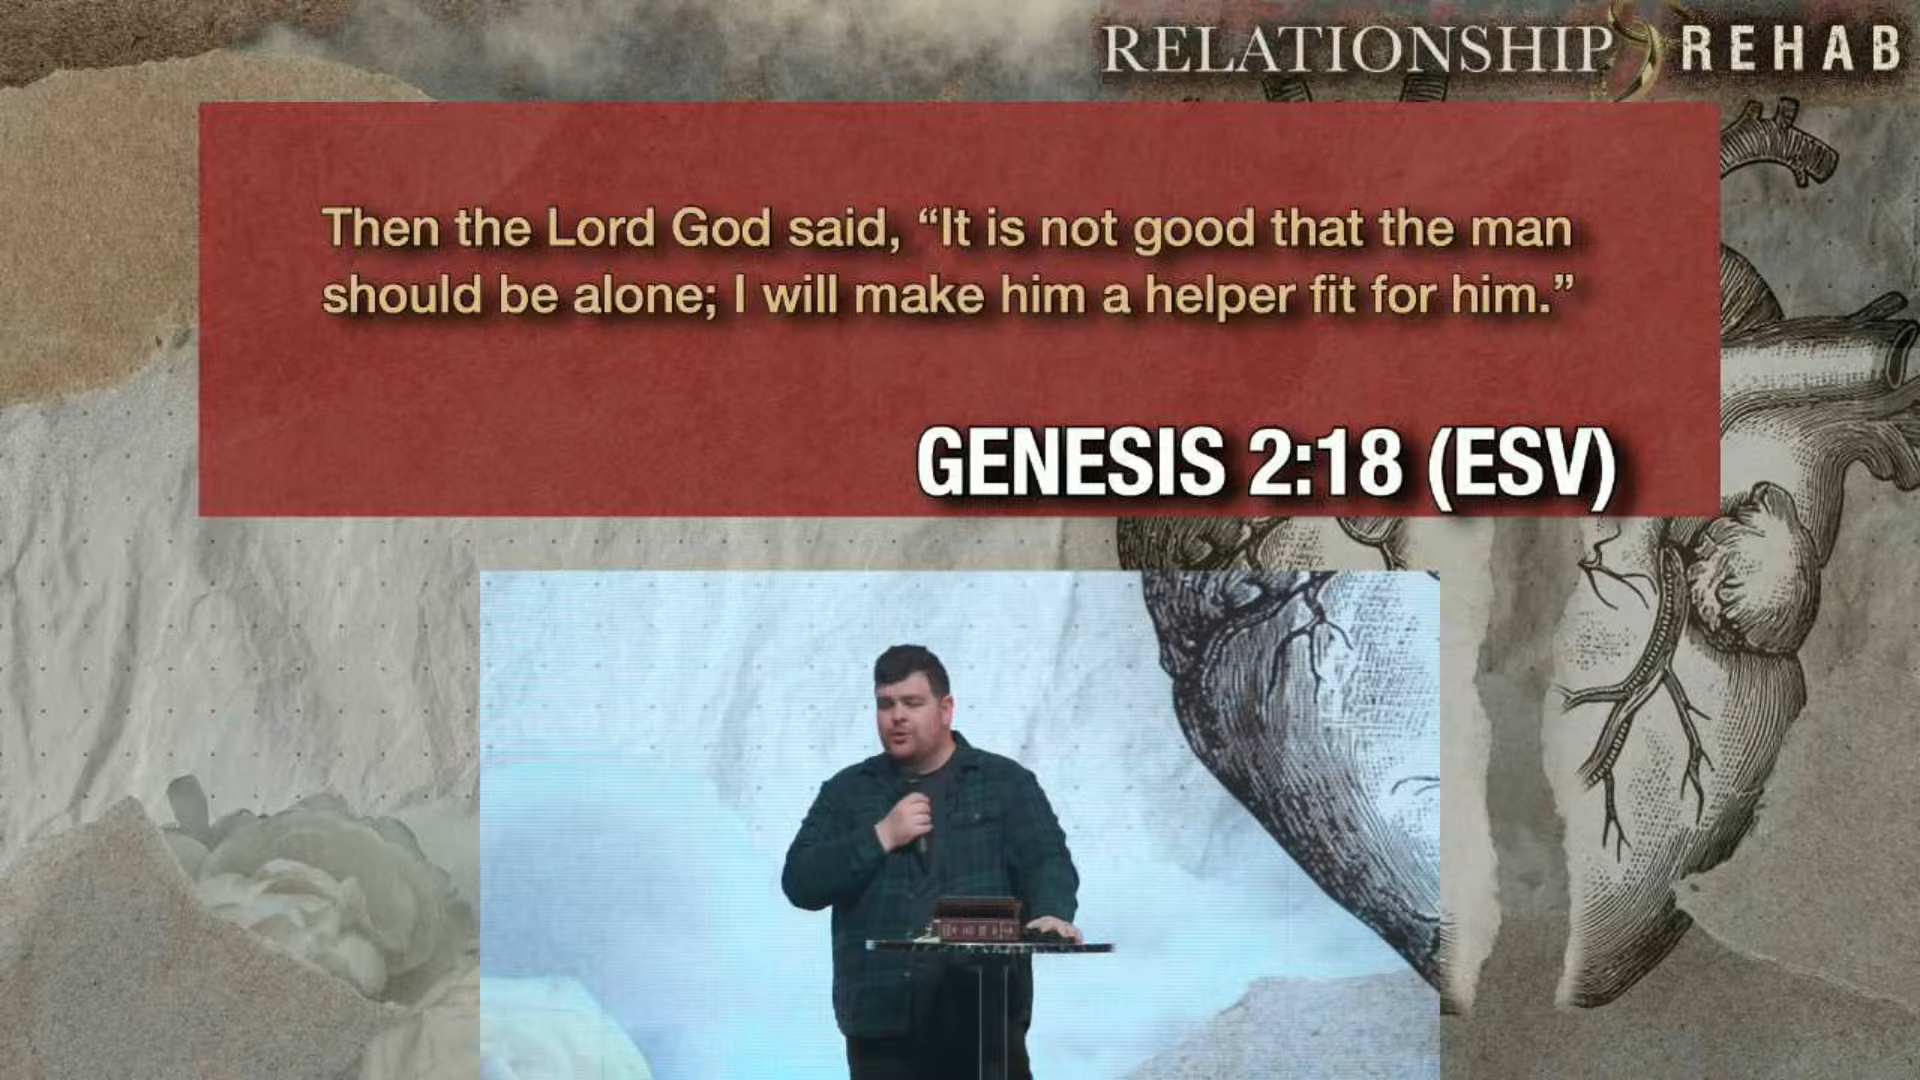 RELATIONSHIP REHAB
Then the Lord God said, “It is not good that the man
should be alone; I will make him a helper fit for him.”
GENESIS 2:18 (ESV)